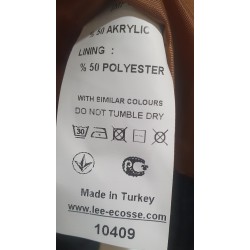 % 50 AKRYLIC
LINING :
% 50 POLYESTER
WITH SIMILAR COLOURS
DO NOT TUMBLE DRY
30
Made in Turkey
www.lee-ecosse.com
10409